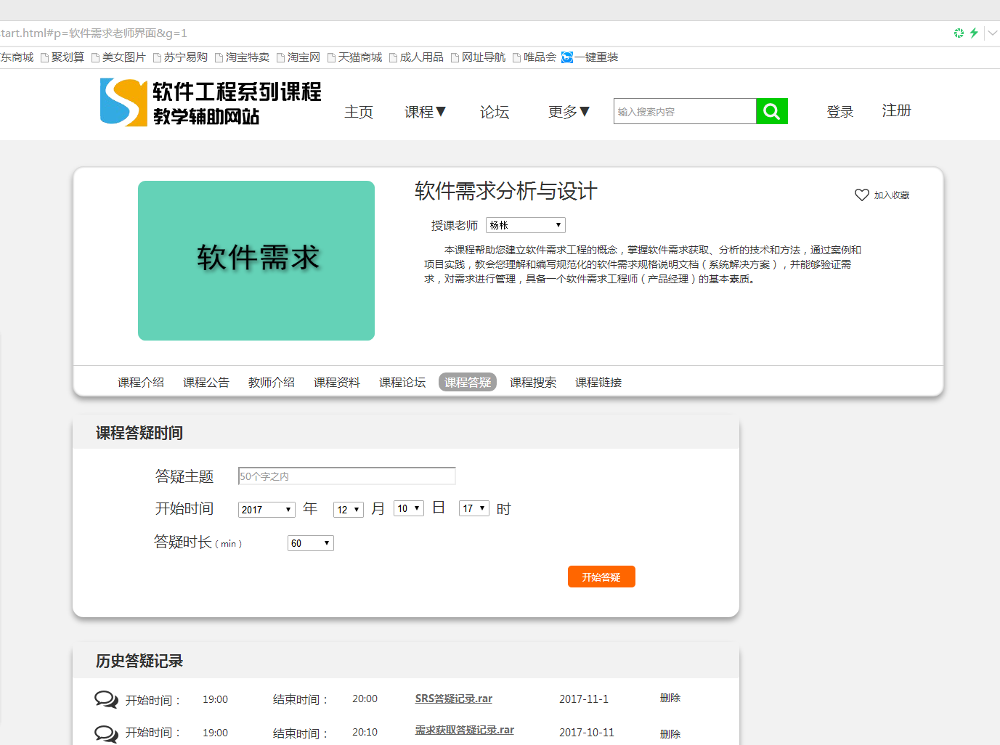 tart.html#p=软件需求老师界面&g=1
东商城 聚划算 美女图片 苏宁易购 淘宝特卖 淘宝网 天猫商城 成人用品 网址导航 唯品会 一键重装
软件工程系列课程
教学辅助网站
主页 课程▼ 论坛 更多▼ 输入搜索内容 登录 注册
软件需求
软件需求分析与设计
加入收藏
授课老师 杨枨
本课程帮助您建立软件需求工程的概念，掌握软件需求获取、分析的技术和方法，通过案例和
项目实践，教会您理解和编写规范化的软件需求规格说明文档（系统解决方案），并能够验证需
求，对需求进行管理，具备一个软件需求工程师（产品经理）的基本素质。
课程介绍 课程公告 教师介绍 课程资料 课程论坛 课程答疑 课程搜索 课程链接
课程答疑时间
答疑主题 50个字之内
开始时间 2017 年 12 月 10 日 17 时
答疑时长（min） 60
开始答疑
历史答疑记录
开始时间： 19:00 结束时间： 20:00 SRS答疑记录.rar 2017-11-1 删除
开始时间： 19:00 结束时间： 20:10 需求获取答疑记录.rar 2017-10-11 删除